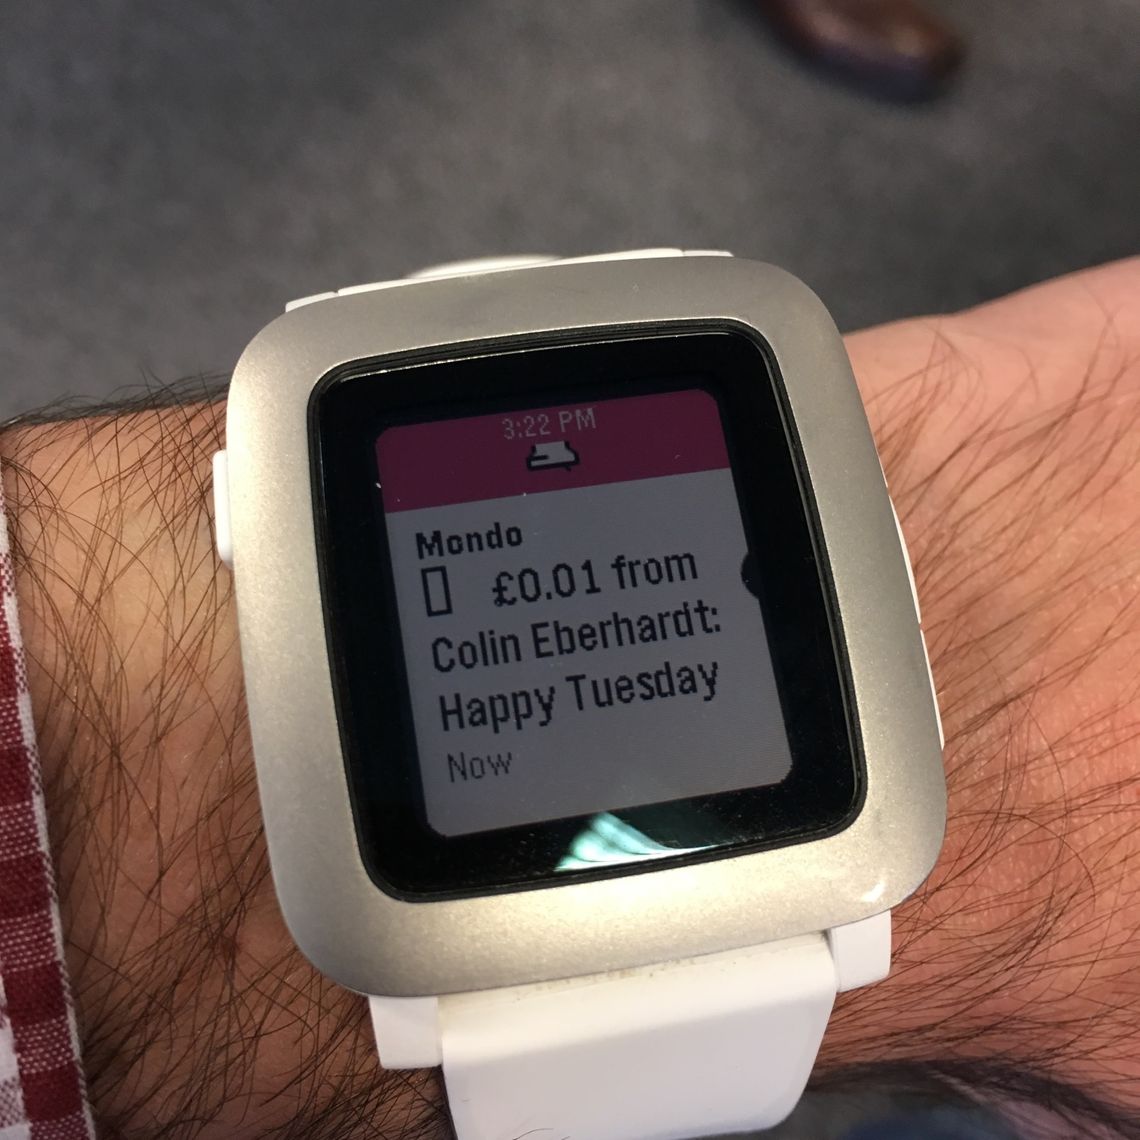 3:22 PM
Mondo
▯ £0.01 from
Colin Eberhardt:
Happy Tuesday
Now